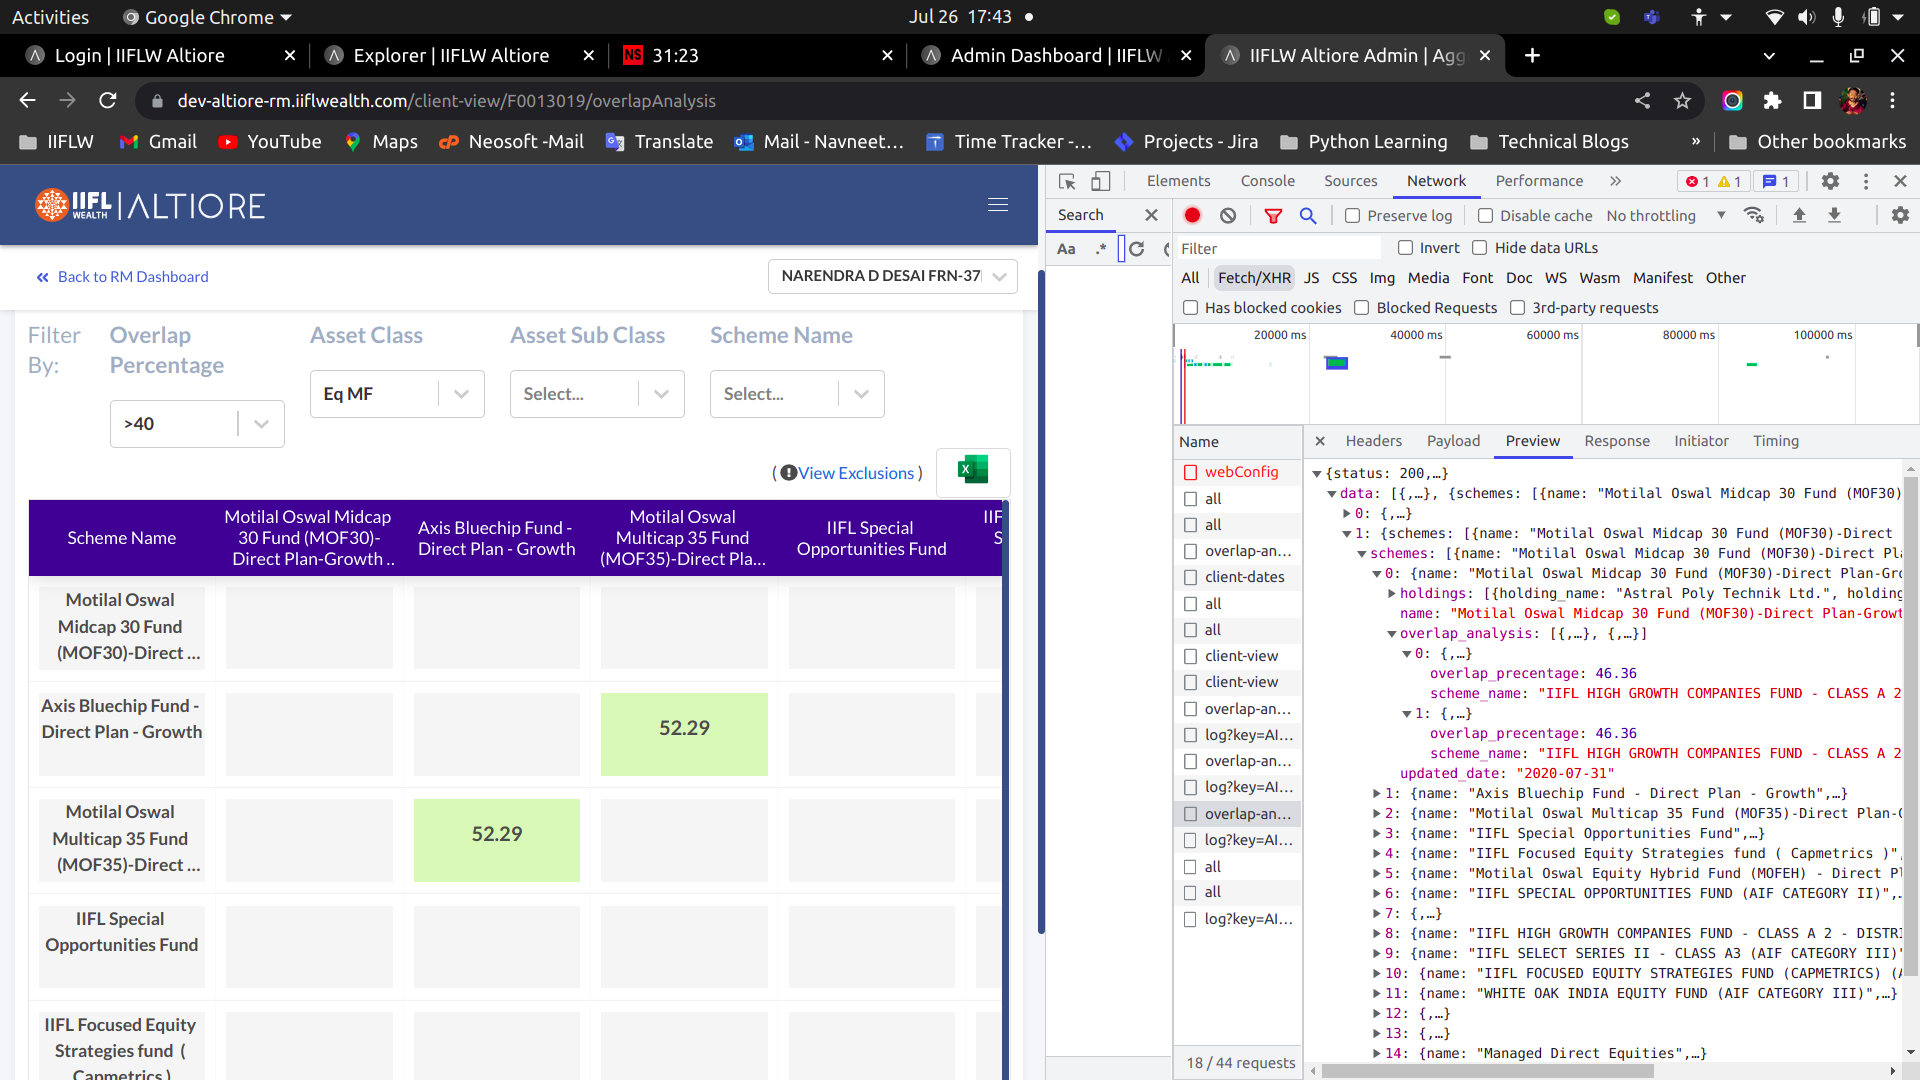 Activities
Google Chrome
Jul 26 17:43
Login | IIFLW Altiore
Explorer | IIFLW Altiore
NS 31:23
Admin Dashboard | IIFLW
IIFLW Altiore Admin | Agg
dev-altiore-rm.iiflwealth.com/client-view/F0013019/overlapAnalysis
IIFLW
Gmail
YouTube
Maps
Neosoft -Mail
Translate
Mail - Navneet...
Time Tracker -...
Projects - Jira
Python Learning
Technical Blogs
»
Other bookmarks
IIFL WEALTH | ALTIORE
Back to RM Dashboard
NARENDRA D DESAI FRN-37
Filter By:
Overlap Percentage
>40
Asset Class
Eq MF
Asset Sub Class
Select...
Scheme Name
Select...
( View Exclusions )
Scheme Name
Motilal Oswal Midcap
30 Fund (MOF30)-
Direct Plan-Growth ..
Axis Bluechip Fund -
Direct Plan - Growth
Motilal Oswal
Multicap 35 Fund
(MOF35)-Direct Pla...
IIFL Special
Opportunities Fund
IIF
S
Motilal Oswal
Midcap 30 Fund
(MOF30)-Direct ...
Axis Bluechip Fund -
Direct Plan - Growth
52.29
Motilal Oswal
Multicap 35 Fund
(MOF35)-Direct ...
52.29
IIFL Special
Opportunities Fund
IIFL Focused Equity
Strategies fund (
Capmetrics )
Elements
Console
Sources
Network
Performance
»
1
1
1
Search
Aa
.*
Preserve log
Disable cache
No throttling
Filter
Invert
Hide data URLs
All
Fetch/XHR
JS
CSS
Img
Media
Font
Doc
WS
Wasm
Manifest
Other
Has blocked cookies
Blocked Requests
3rd-party requests
20000 ms
40000 ms
60000 ms
80000 ms
100000 ms
Name
webConfig
all
all
overlap-an...
client-dates
all
all
client-view
client-view
overlap-an...
log?key=AI...
overlap-an...
log?key=AI...
overlap-an...
log?key=AI...
all
all
log?key=AI...
18 / 44 requests
Headers
Payload
Preview
Response
Initiator
Timing
{status: 200,…}
data: [{,…}, {schemes: [{name: "Motilal Oswal Midcap 30 Fund (MOF30)
0: {,…}
1: {schemes: [{name: "Motilal Oswal Midcap 30 Fund (MOF30)-Direct
schemes: [{name: "Motilal Oswal Midcap 30 Fund (MOF30)-Direct Pla
0: {name: "Motilal Oswal Midcap 30 Fund (MOF30)-Direct Plan-Gro
holdings: [{holding_name: "Astral Poly Technik Ltd.", holding
name: "Motilal Oswal Midcap 30 Fund (MOF30)-Direct Plan-Growt
overlap_analysis: [{,…}, {,…}]
0: {,…}
overlap_precentage: 46.36
scheme_name: "IIFL HIGH GROWTH COMPANIES FUND - CLASS A 2
1: {,…}
overlap_precentage: 46.36
scheme_name: "IIFL HIGH GROWTH COMPANIES FUND - CLASS A 2
updated_date: "2020-07-31"
1: {name: "Axis Bluechip Fund - Direct Plan - Growth",…}
2: {name: "Motilal Oswal Multicap 35 Fund (MOF35)-Direct Plan-G
3: {name: "IIFL Special Opportunities Fund",…}
4: {name: "IIFL Focused Equity Strategies fund ( Capmetrics )",
5: {name: "Motilal Oswal Equity Hybrid Fund (MOFEH) - Direct Pl
6: {name: "IIFL SPECIAL OPPORTUNITIES FUND (AIF CATEGORY II)",…
7: {,…}
8: {name: "IIFL HIGH GROWTH COMPANIES FUND - CLASS A 2 - DISTRI
9: {name: "IIFL SELECT SERIES II - CLASS A3 (AIF CATEGORY III)"
10: {name: "IIFL FOCUSED EQUITY STRATEGIES FUND (CAPMETRICS) (A
11: {name: "WHITE OAK INDIA EQUITY FUND (AIF CATEGORY III)",…}
12: {,…}
13: {,…}
14: {name: "Managed Direct Equities",…}